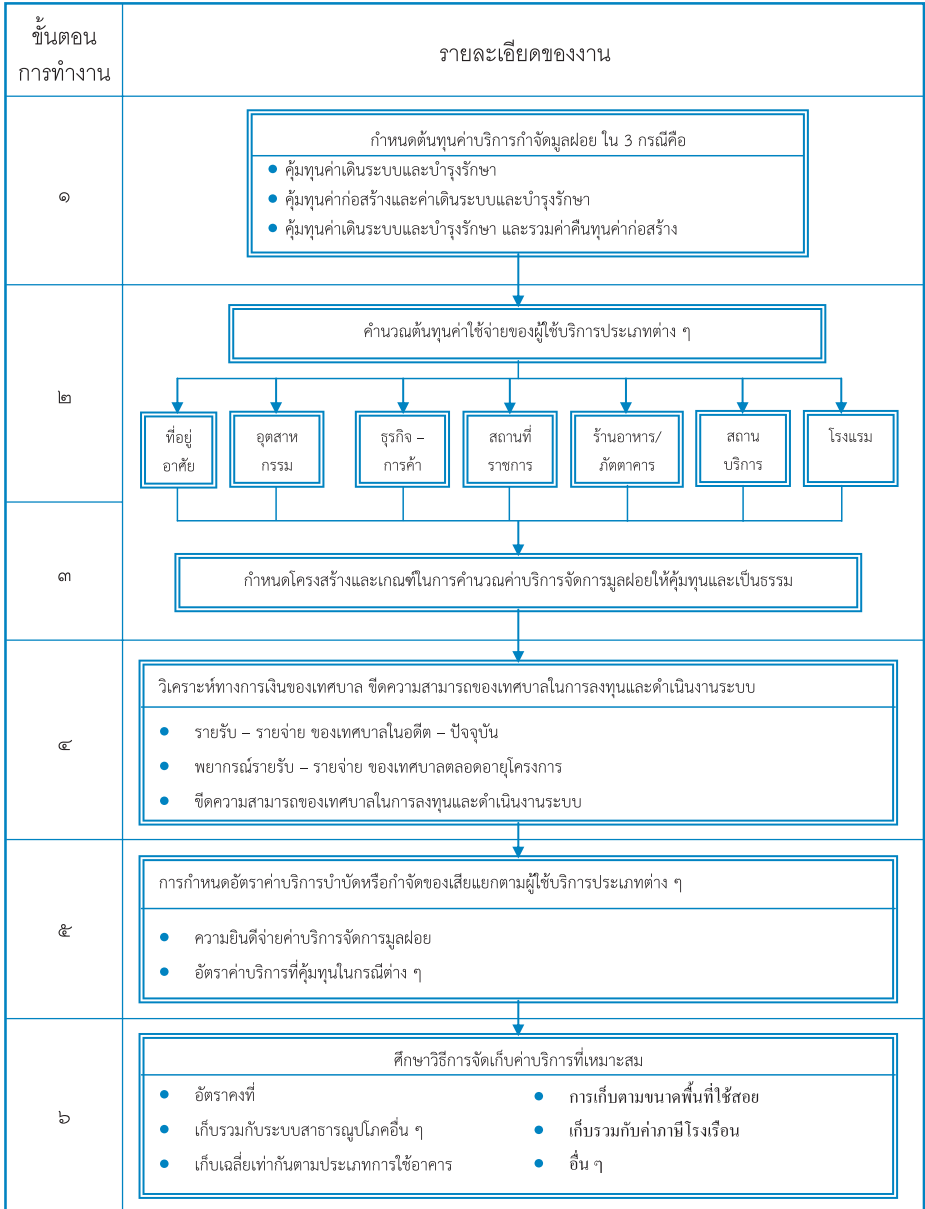 ขั้นตอน
การทำงาน
รายละเอียดของงาน
๑
กำหนดต้นทุนค่าบริการกำจัดมูลฝอย ใน 3 กรณีคือ
● คุ้มทุนค่าเดินระบบและบำรุงรักษา
● คุ้มทุนค่าก่อสร้างและค่าเดินระบบและบำรุงรักษา
● คุ้มทุนค่าเดินระบบและบำรุงรักษา และรวมค่าคืนทุนค่าก่อสร้าง
๒
คำนวณต้นทุนค่าใช้จ่ายของผู้ใช้บริการประเภทต่าง ๆ
ที่อยู่
อาศัย
อุตสาห
กรรม
ธุรกิจ –
การค้า
สถานที่
ราชการ
ร้านอาหาร/
ภัตตาคาร
สถาน
บริการ
โรงแรม
๓
กำหนดโครงสร้างและเกณฑ์ในการคำนวณค่าบริการจัดการมูลฝอยให้คุ้มทุนและเป็นธรรม
๔
วิเคราะห์ทางการเงินของเทศบาล ขีดความสามารถของเทศบาลในการลงทุนและดำเนินงานระบบ
● รายรับ – รายจ่าย ของเทศบาลในอดีต – ปัจจุบัน
● พยากรณ์รายรับ – รายจ่าย ของเทศบาลตลอดอายุโครงการ
● ขีดความสามารถของเทศบาลในการลงทุนและดำเนินงานระบบ
๕
การกำหนดอัตราค่าบริการบำบัดหรือกำจัดของเสียแยกตามผู้ใช้บริการประเภทต่าง ๆ
● ความยินดีจ่ายค่าบริการจัดการมูลฝอย
● อัตราค่าบริการที่คุ้มทุนในกรณีต่าง ๆ
๖
ศึกษาวิธีการจัดเก็บค่าบริการที่เหมาะสม
● อัตราคงที่
● เก็บรวมกับระบบสาธารณูปโภคอื่น ๆ
● เก็บเฉลี่ยเท่ากันตามประเภทการใช้อาคาร
● การเก็บตามขนาดพื้นที่ใช้สอย
● เก็บรวมกับค่าภาษีโรงเรือน
● อื่น ๆ